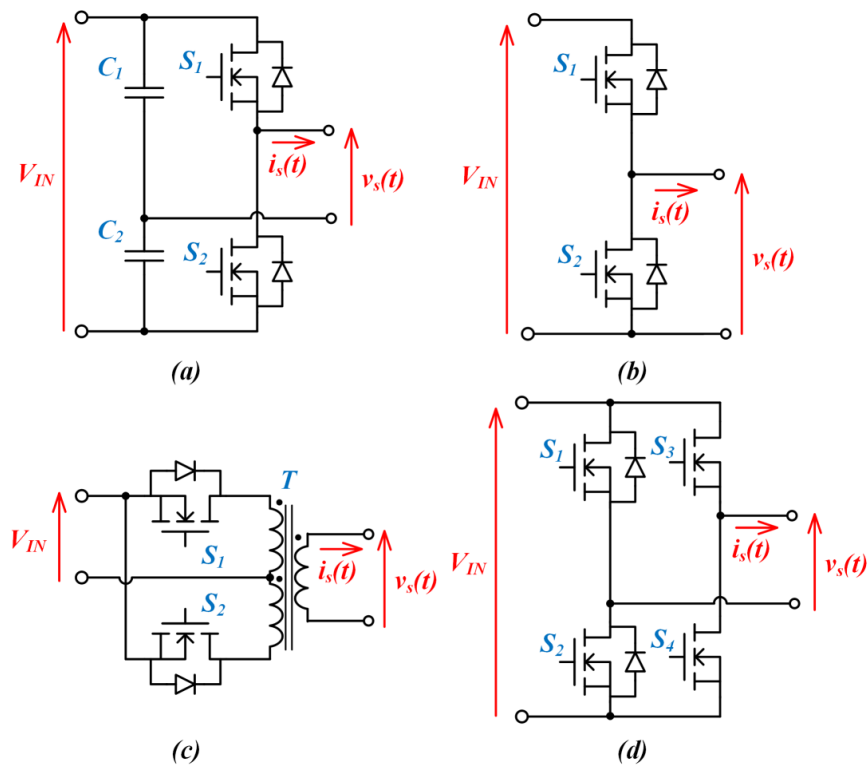 C1
S1
VIN
is(t)
vs(t)
C2
S2
(a)
S1
VIN
is(t)
S2
vs(t)
(b)
T
VIN
S1
is(t)
vs(t)
S2
(c)
S1
S3
VIN
is(t)
vs(t)
S2
S4
(d)